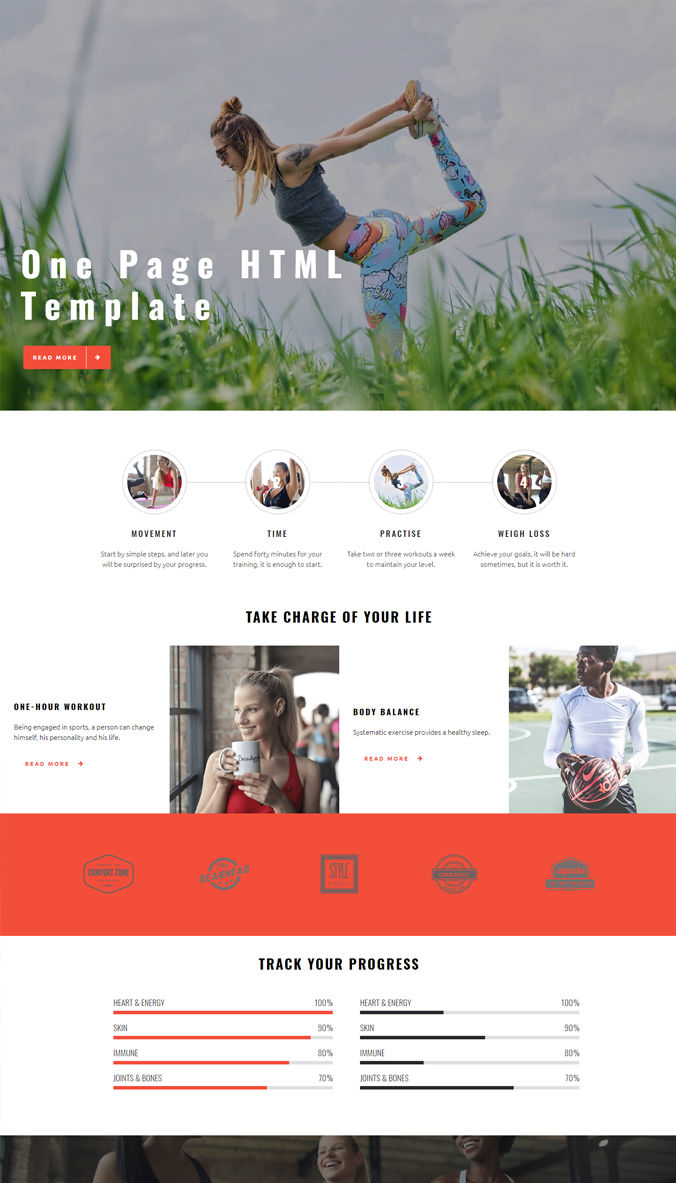 One Page HTML
Template
READ MORE
2
4
MOVEMENT
TIME
PRACTISE
WEIGH LOSS
Start by simple steps, and later you
will be surprised by your progress.
Spend forty minutes for your
training, it is enough to start.
Take two or three workouts a week
to maintain your level.
Achieve your goals, it will be hard
sometimes, but it is worth it.
TAKE CHARGE OF YOUR LIFE
ONE-HOUR WORKOUT
Being engaged in sports, a person can change
himself, his personality and his life.
READ MORE
BODY BALANCE
Systematic exercise provides a healthy sleep.
READ MORE
COMFORT ZONE
GEARHEAD
STYLE
ORGANIC
TRACK YOUR PROGRESS
HEART & ENERGY 100%
SKIN 90%
IMMUNE 80%
JOINTS & BONES 70%
HEART & ENERGY 100%
SKIN 90%
IMMUNE 80%
JOINTS & BONES 70%